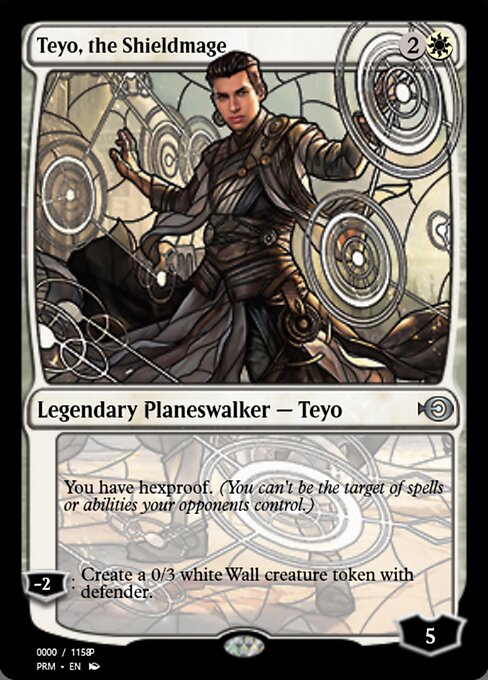 Teyo, the Shieldmage 2
Legendary Planeswalker — Teyo
You have hexproof. (You can't be the target of spells
or abilities your opponents control.)
-2 : Create a 0/3 white Wall creature token with
defender.
5
0000 / 1158P
PRM • EN